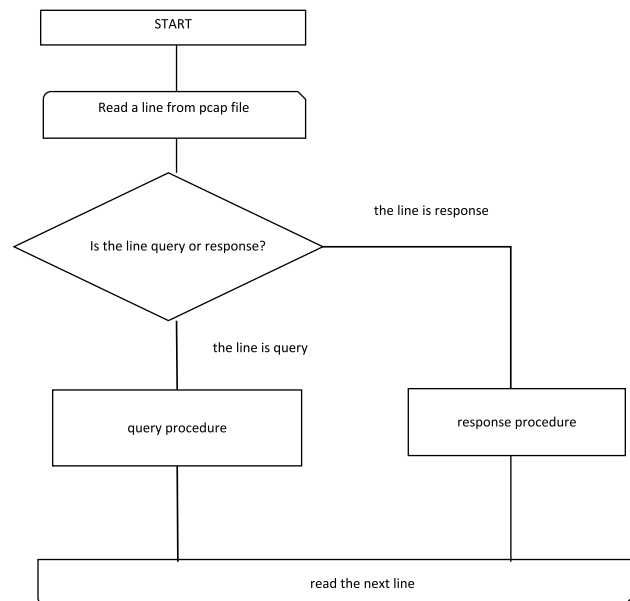 START
Read a line from pcap file
the line is response
Is the line query or response?
the line is query
query procedure
response procedure
read the next line